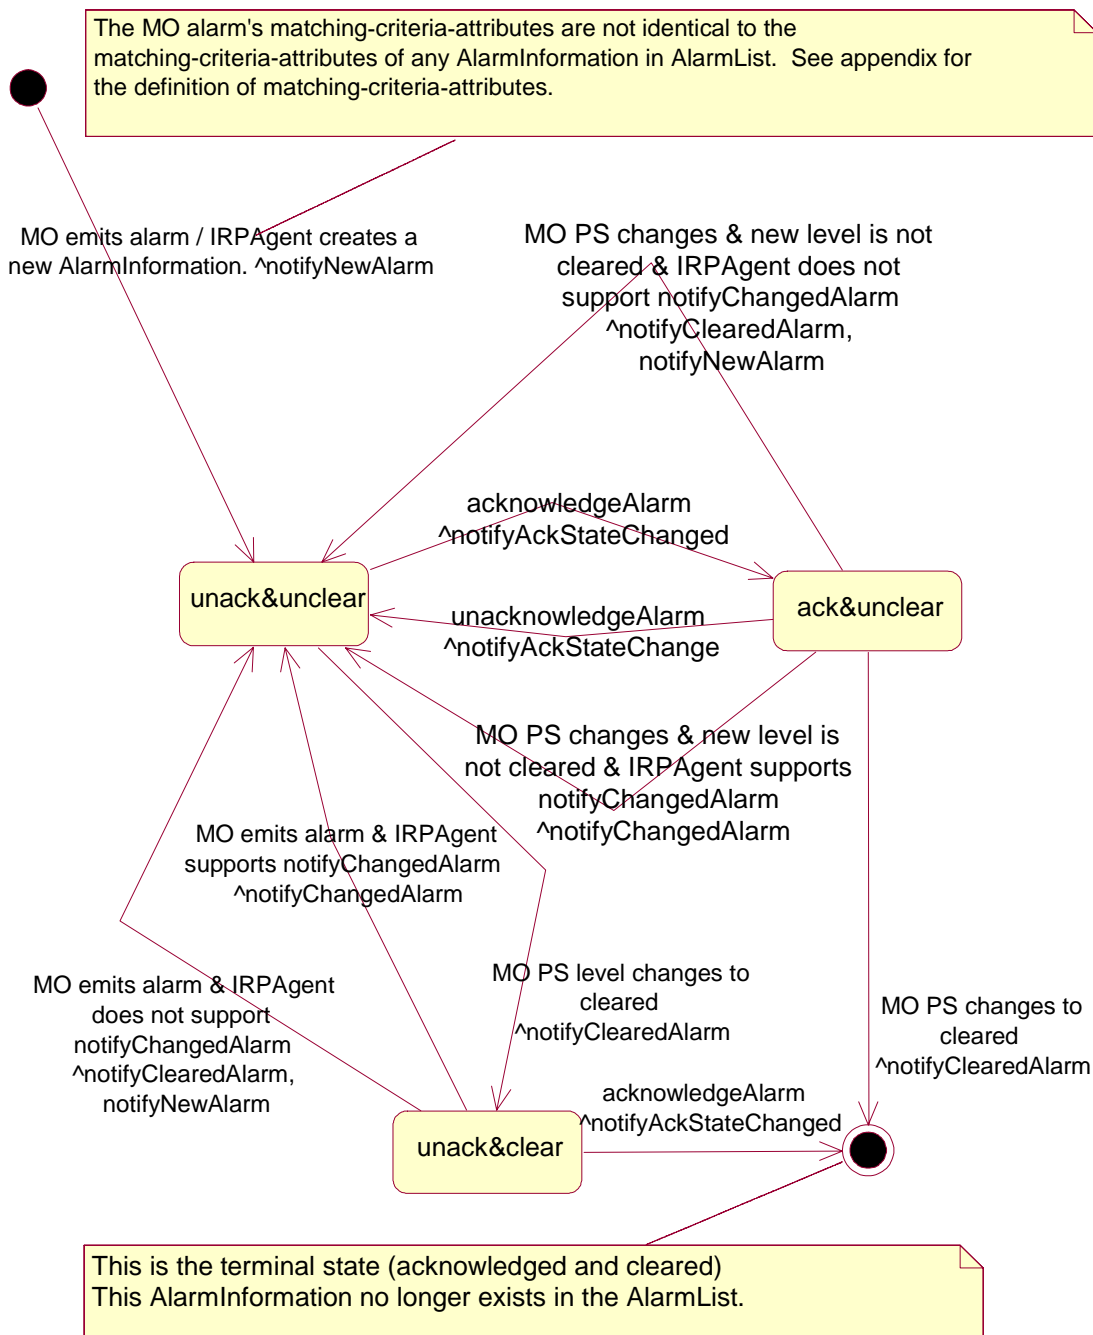 The MO alarm's matching-criteria-attributes are not identical to the
matching-criteria-attributes of any AlarmInformation in AlarmList.  See appendix for
the definition of matching-criteria-attributes.
MO emits alarm / IRPAgent creates a
new AlarmInformation. ^notifyNewAlarm
MO PS changes & new level is not
cleared & IRPAgent does not
support notifyChangedAlarm
^notifyClearedAlarm,
notifyNewAlarm
acknowledgeAlarm
^notifyAckStateChanged
unack&unclear
ack&unclear
unacknowledgeAlarm
^notifyAckStateChange
MO PS changes & new level is
not cleared & IRPAgent supports
notifyChangedAlarm
^notifyChangedAlarm
MO emits alarm & IRPAgent
supports notifyChangedAlarm
^notifyChangedAlarm
MO emits alarm & IRPAgent
does not support
notifyChangedAlarm
^notifyClearedAlarm,
notifyNewAlarm
MO PS level changes to
cleared
^notifyClearedAlarm
MO PS changes to
cleared
^notifyClearedAlarm
acknowledgeAlarm
^notifyAckStateChanged
unack&clear
This is the terminal state (acknowledged and cleared)
This AlarmInformation no longer exists in the AlarmList.